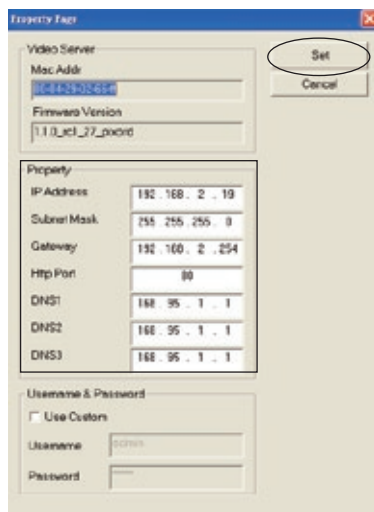 Property Page
Video Server
Set
Mac Addr
Cancel
Firmware Version
Property
IP Address 192 . 168 . 2 . 19
Subnet Mask 255 . 255 . 255 . 0
Gateway 192 . 168 . 2 . 254
Http Port 80
DNS1 168 . 95 . 1 . 1
DNS2 168 . 95 . 1 . 1
DNS3 168 . 95 . 1 . 1
Username & Password
Use Custom
Username admin
Password